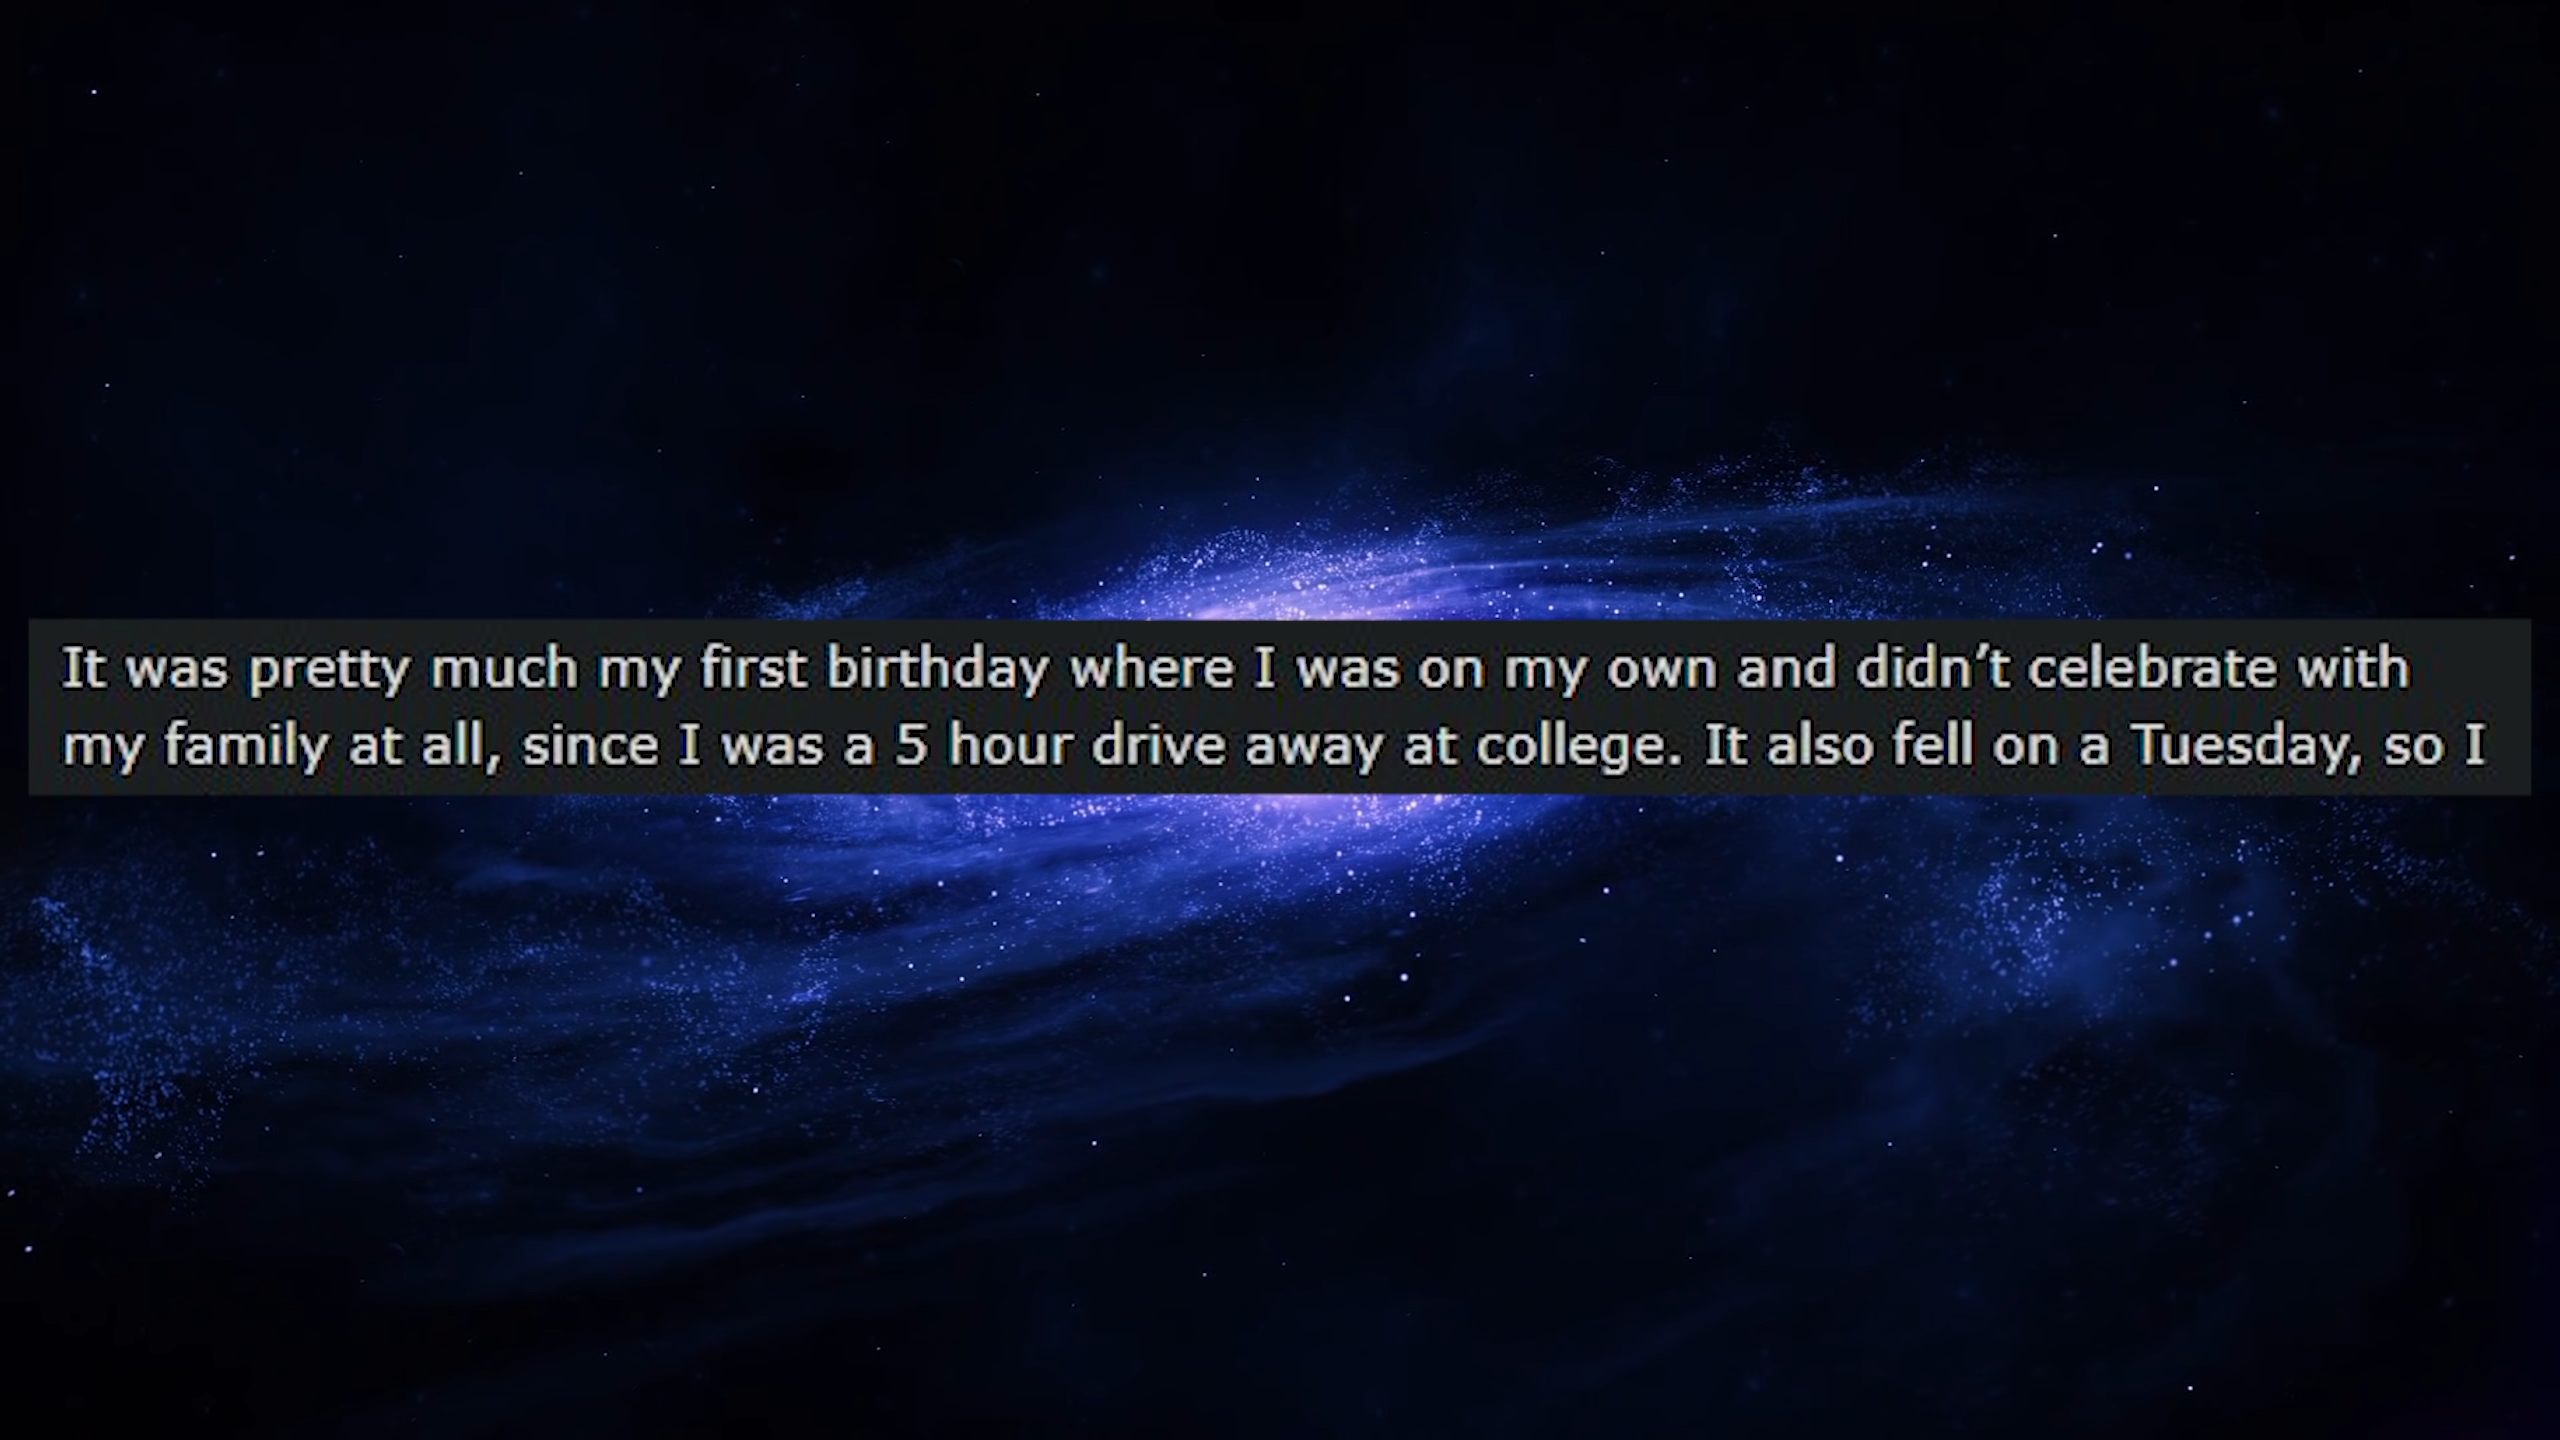 It was pretty much my first birthday where I was on my own and didn’t celebrate with
my family at all, since I was a 5 hour drive away at college. It also fell on a Tuesday, so I